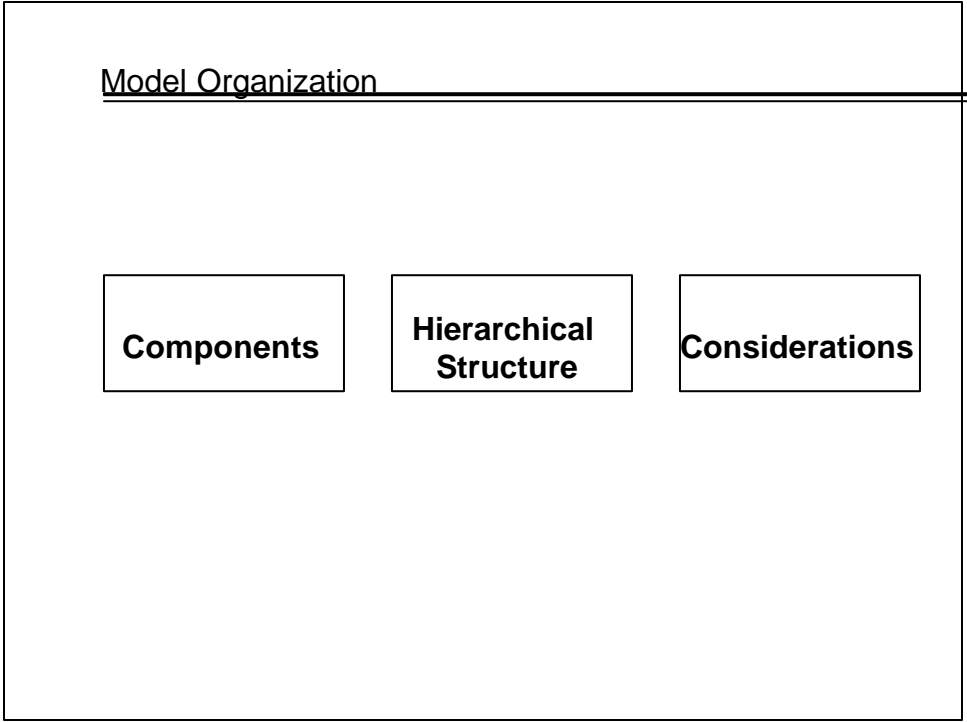 Model Organization
Components
Hierarchical
Structure
Considerations